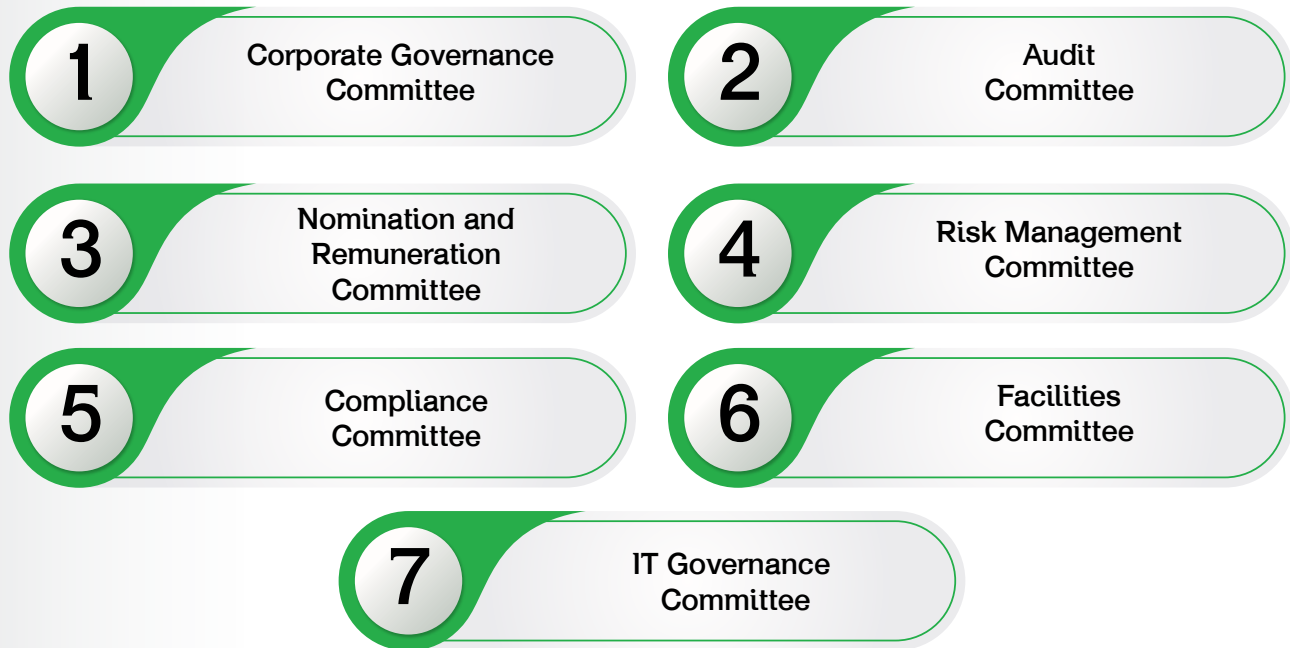 1
Corporate Governance
Committee
2
Audit
Committee
3
Nomination and
Remuneration
Committee
4
Risk Management
Committee
5
Compliance
Committee
6
Facilities
Committee
7
IT Governance
Committee